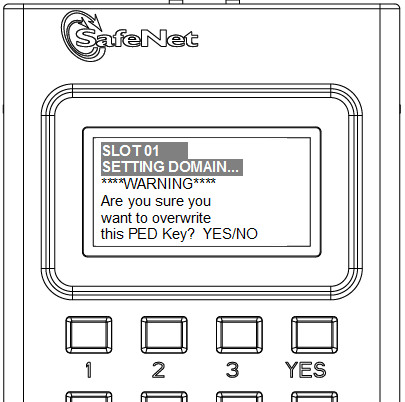 SafeNet
SLOT 01
SETTING DOMAIN...
****WARNING****
Are you sure you
want to overwrite
this PED Key?  YES/NO
1 2 3 YES